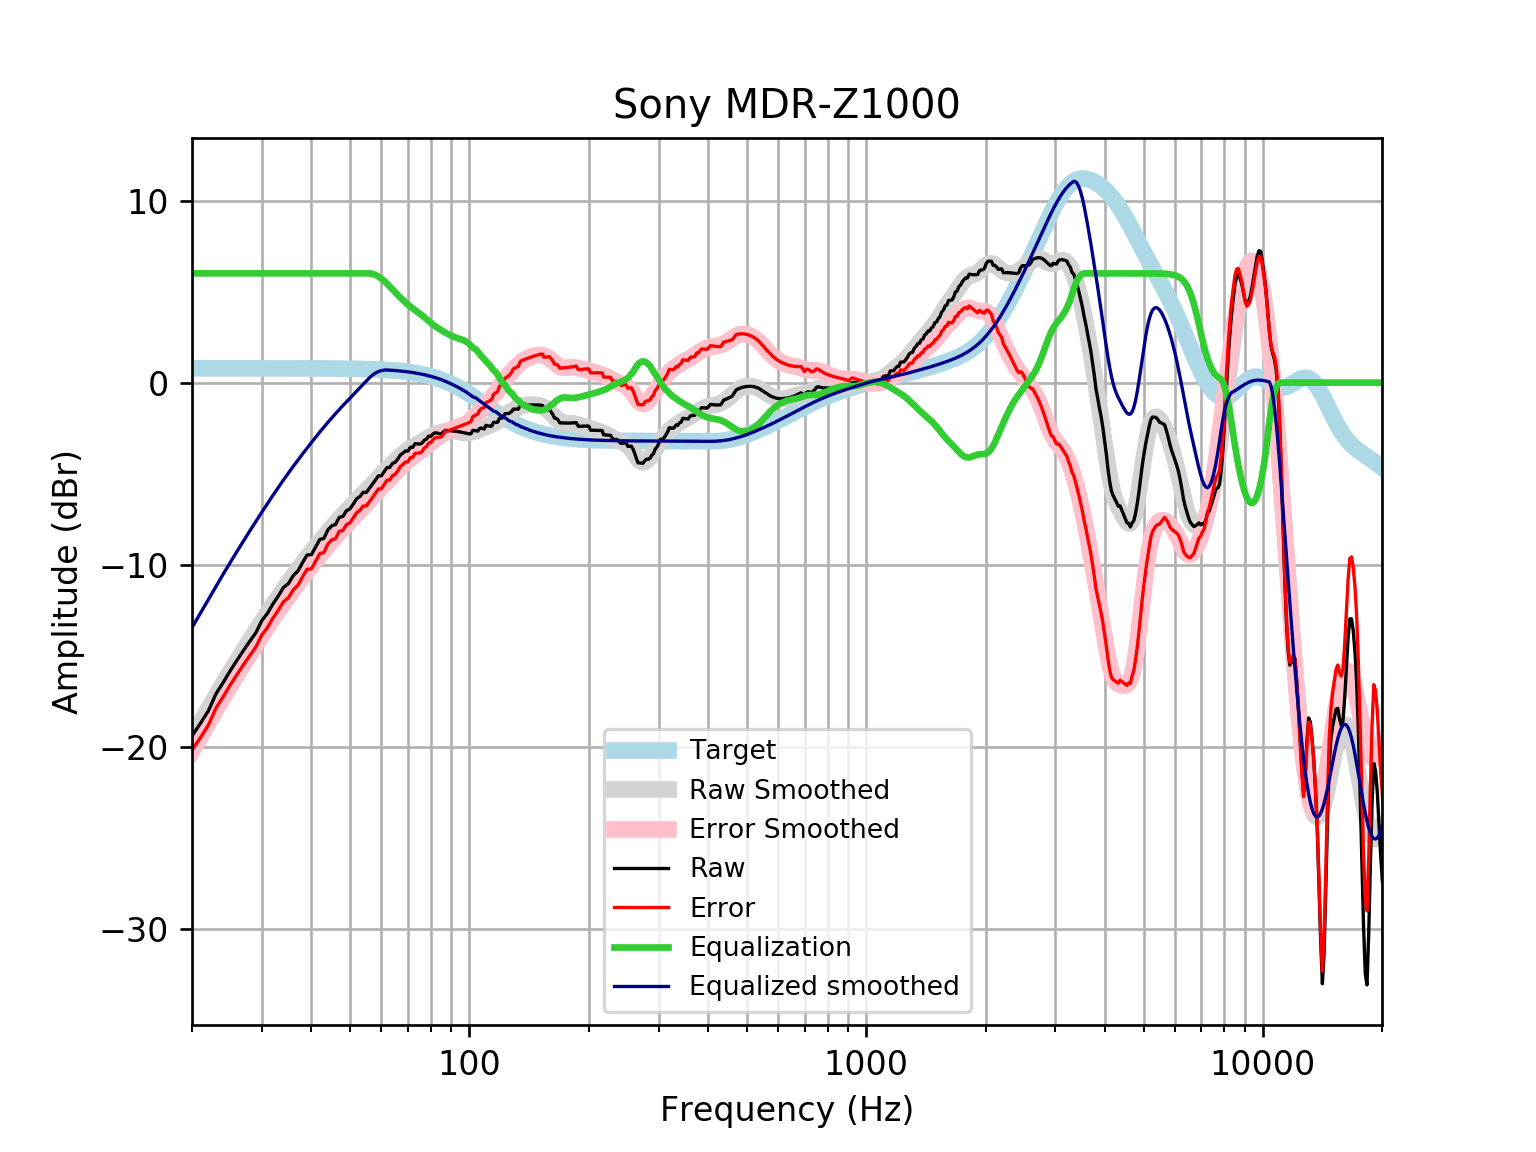 Sony MDR-Z1000
10
0
−10
−20
−30
Amplitude (dBr)
Target
Raw Smoothed
Error Smoothed
Raw
Error
Equalization
Equalized smoothed
100
1000
10000
Frequency (Hz)